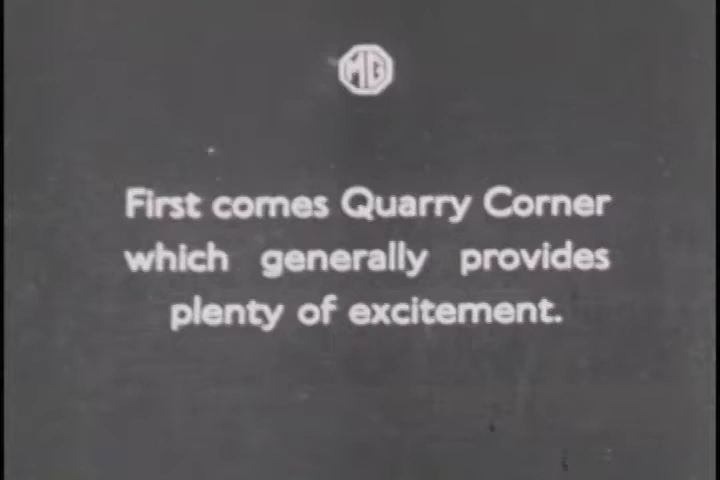 MG
First comes Quarry Corner
which generally provides
plenty of excitement.